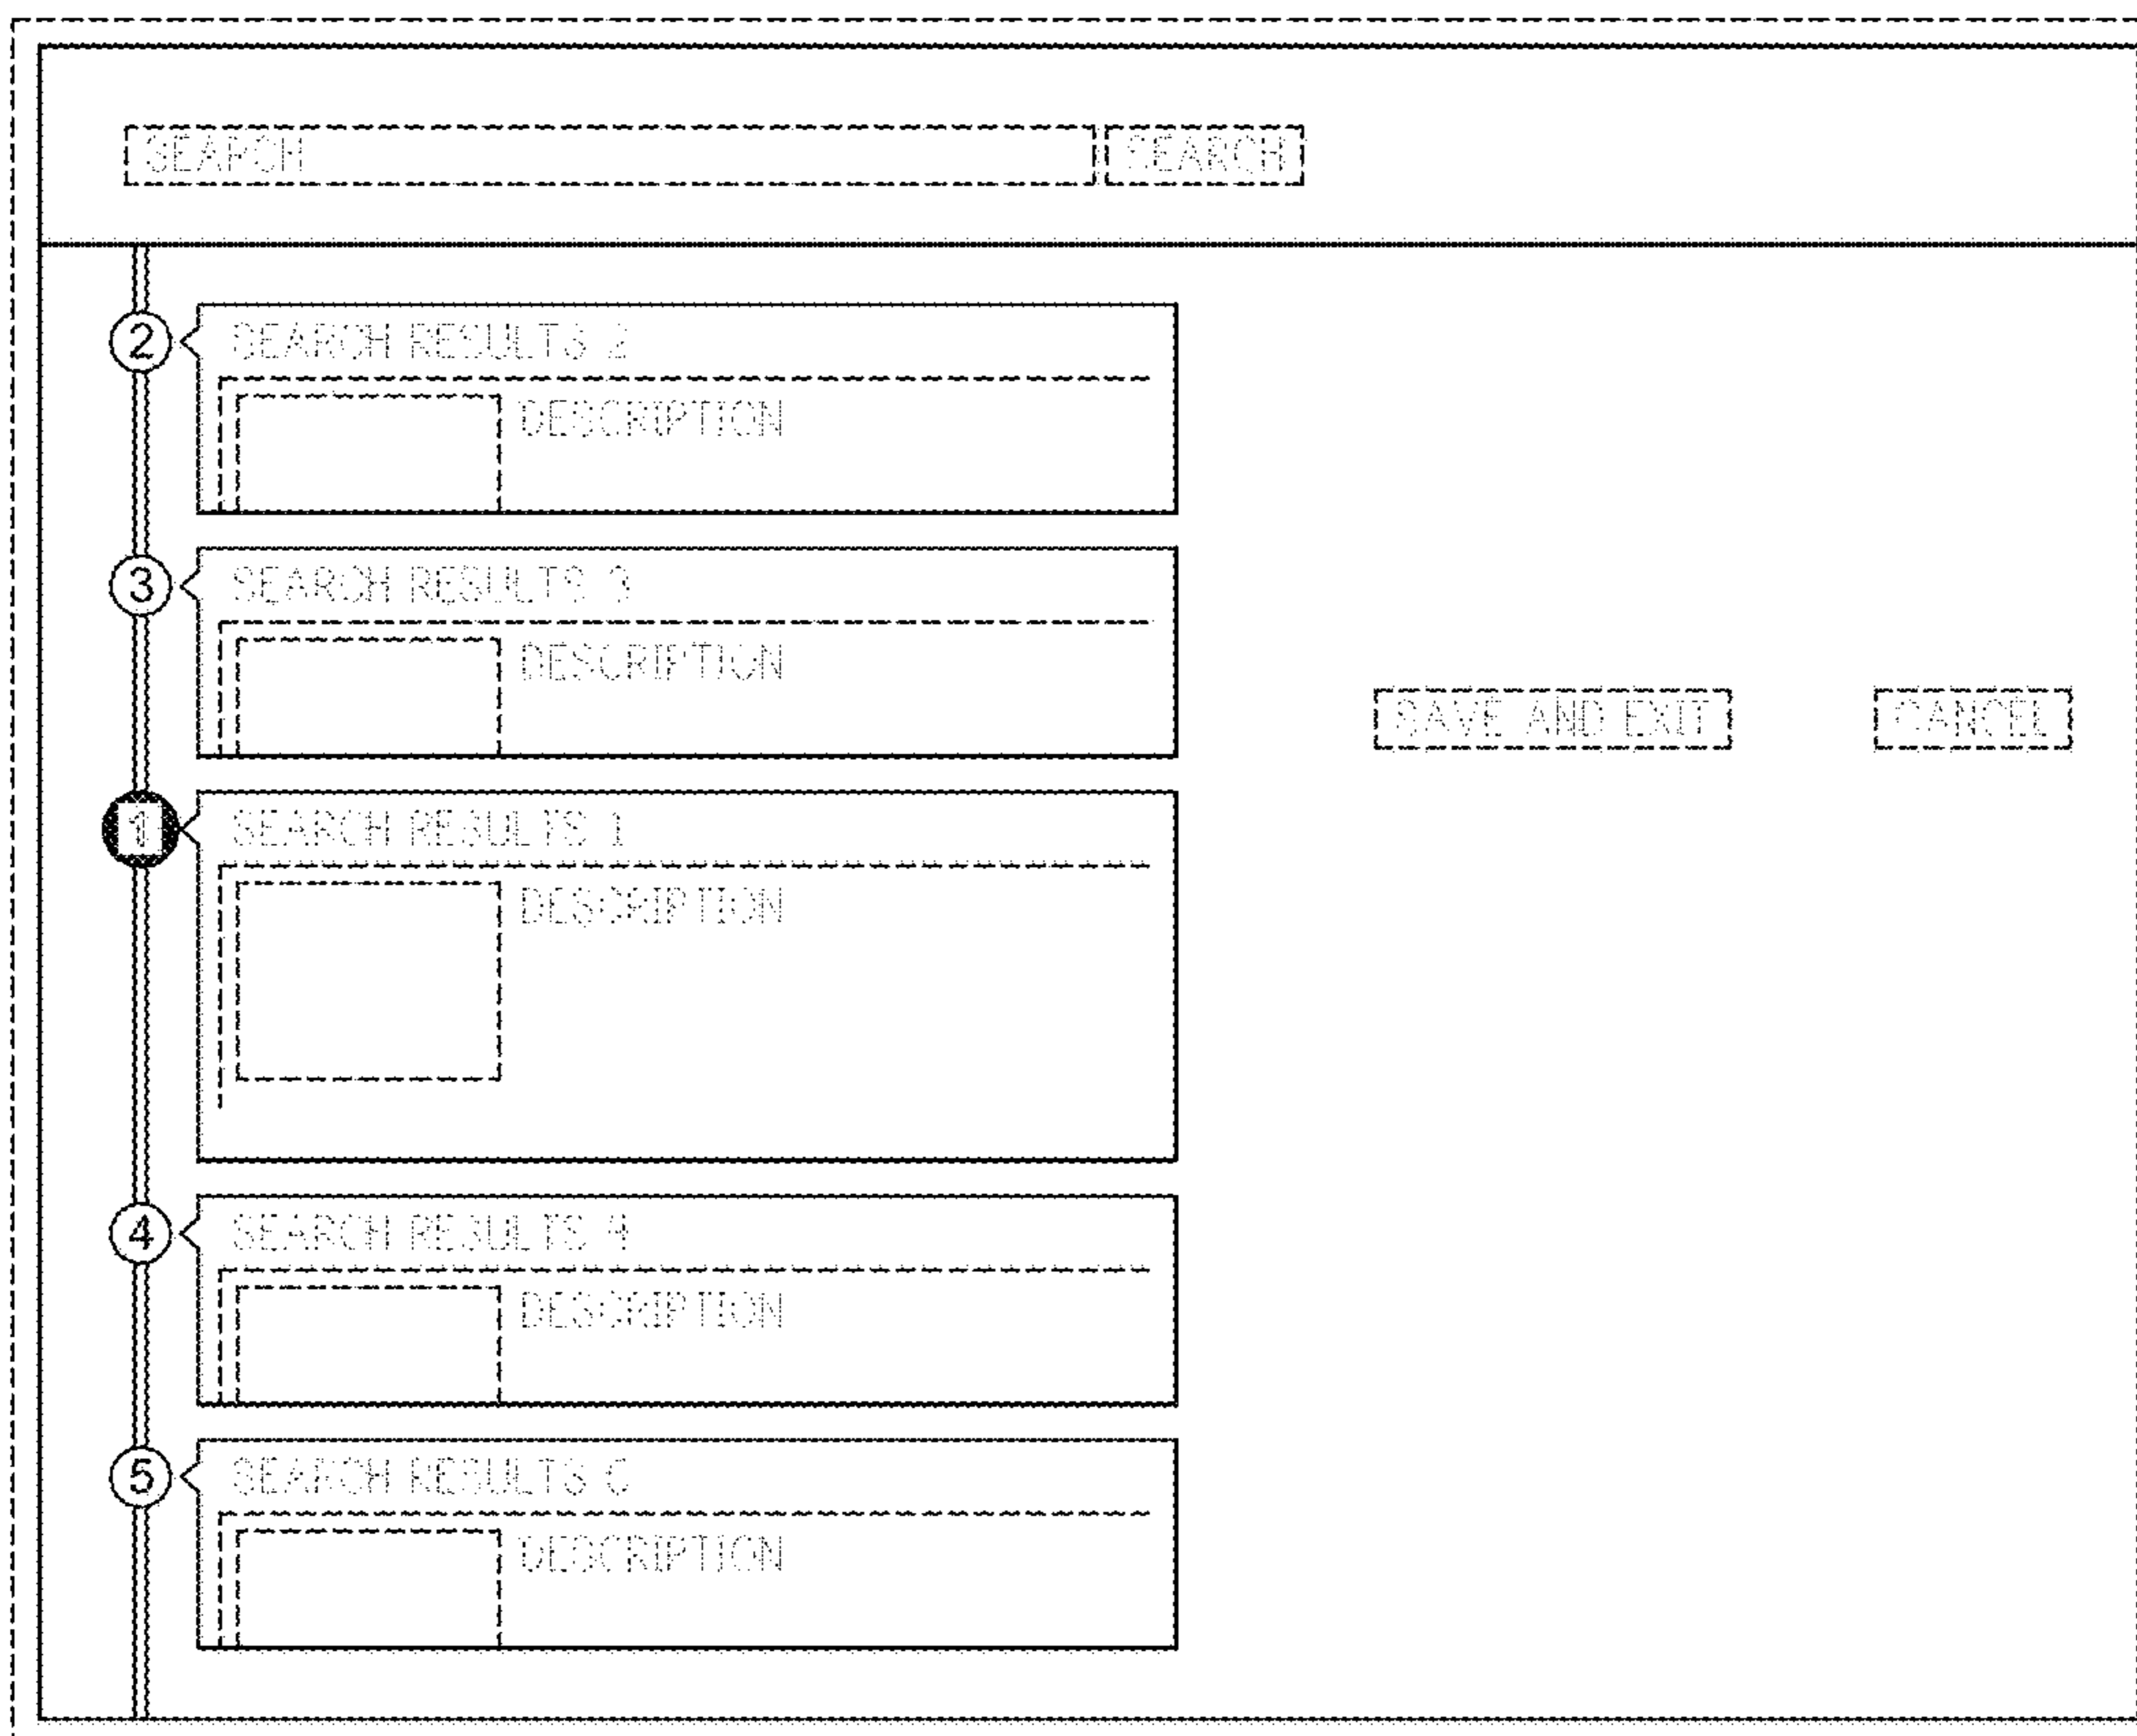 SEARCH SEARCH
2 SEARCH RESULTS 2
DESCRIPTION
3 SEARCH RESULTS 3
DESCRIPTION
SAVE AND EXIT CANCEL
1 SEARCH RESULTS 1
DESCRIPTION
4 SEARCH RESULTS 4
DESCRIPTION
5 SEARCH RESULTS
DESCRIPTION